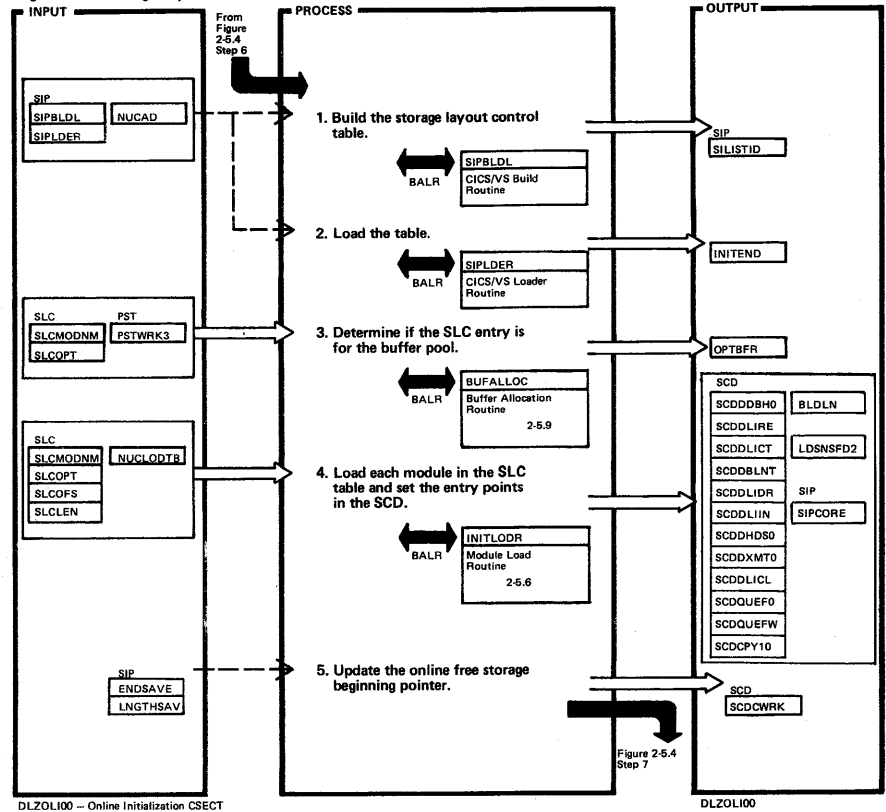 INPUT
From
Figure
2-5.4
Step 6
PROCESS
OUTPUT
SIP
SIPBLDL
NUCAD
SIPLDER
1. Build the storage layout control
table.
SIP
SILISTID
BALR
SIPBLDL
CICS/VS Build
Routine
2. Load the table.
INITEND
BALR
SIPLDER
CICS/VS Loader
Routine
SLC
PST
SLCMODNM
PSTWRK3
SLCOPT
3. Determine if the SLC entry is
for the buffer pool.
OPTBFR
BALR
BUFALLOC
Buffer Allocation
Routine
2-5.9
SLC
SLCMODNM
NUCLODTB
SLCOPT
SLCOFS
SLCLEN
4. Load each module in the SLC
table and set the entry points
in the SCD.
BALR
INITLODR
Module Load
Routine
2-5.6
SCD
SCDDDBH0
BLDLN
SCDDLIRE
SCDDLICT
LDSNSFD2
SCDDBLNT
SCDDLIDR
SIP
SCDDLIIN
SIPCORE
SCDDHDS0
SCDDXMT0
SCDDLICL
SCDQUEF0
SCDQUEFW
SCDCPY10
SIP
ENDSAVE
LNGTHSAV
5. Update the online free storage
beginning pointer.
SCD
SCDCWRK
Figure 2-5.4
Step 7
DLZOLI00 -- Online Initialization CSECT
DLZOLI00